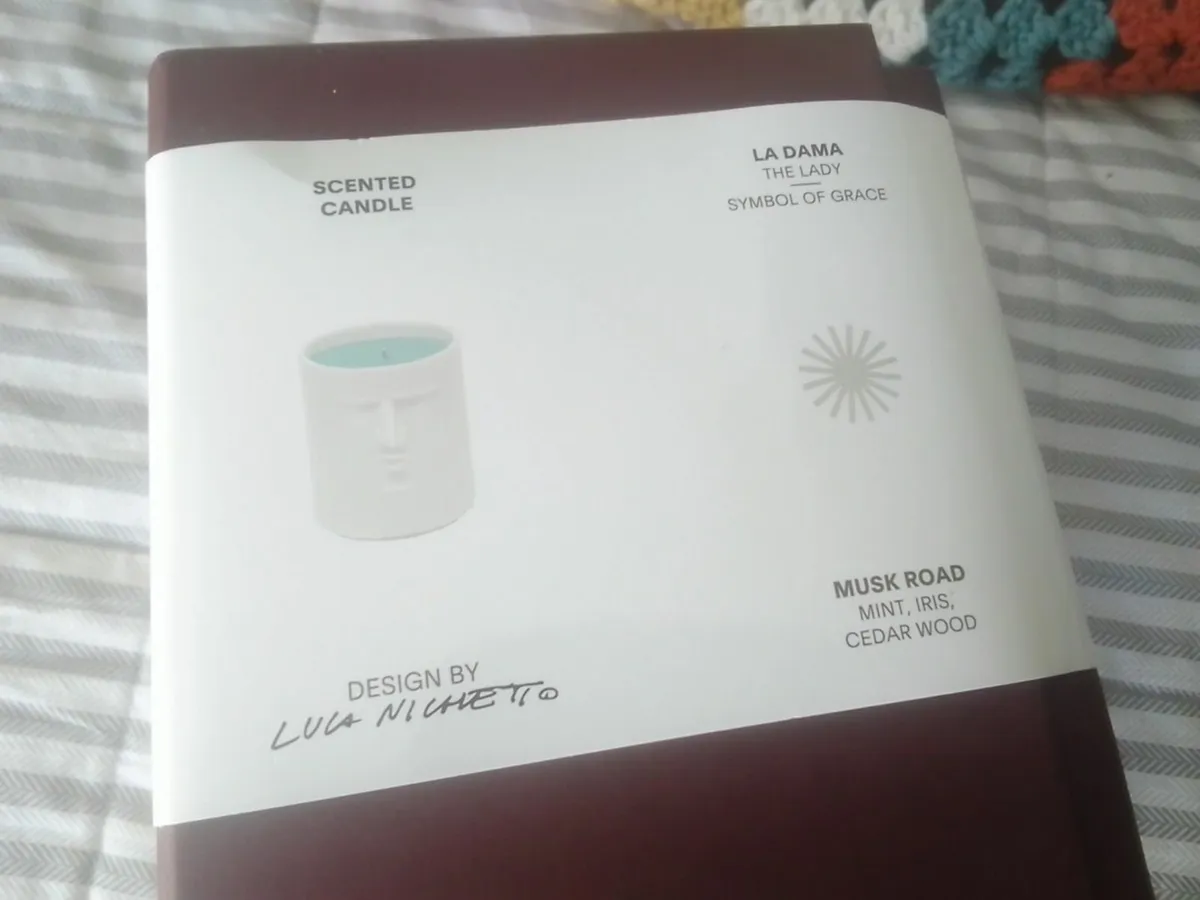 SCENTED
CANDLE
LA DAMA
THE LADY
SYMBOL OF GRACE
MUSK ROAD
MINT, IRIS,
CEDAR WOOD
DESIGN BY
LUCA NICHETTO